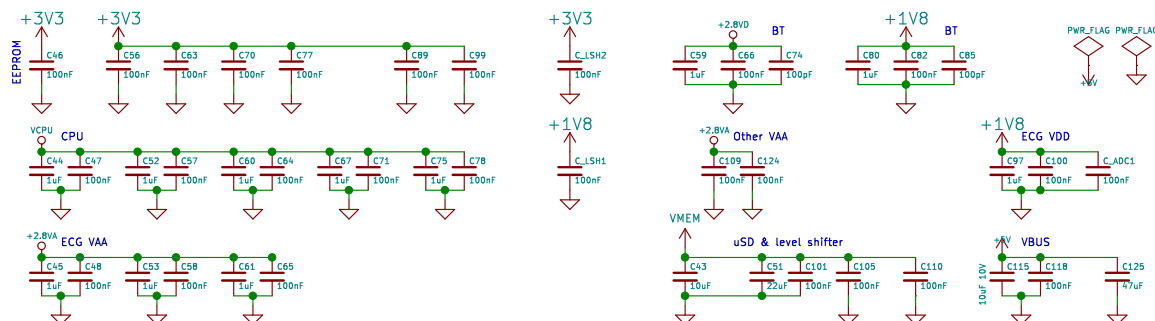 +3V3
+3V3
+3V3
+2.8VD
BT
+1V8
BT
PWR_FLAG
PWR_FLAG
EEPROM
C46
100nF
C56
100nF
C63
100nF
C70
100nF
C77
100nF
C89
100nF
C99
100nF
C_LSH2
100nF
C59
1uF
C66
100nF
C74
100pF
C80
1uF
C82
100nF
C85
100pF
+5V
VCPU
CPU
+1V8
+2.8VA
Other VAA
+1V8
ECG VDD
C44
1uF
C47
100nF
C52
1uF
C57
100nF
C60
1uF
C64
100nF
C67
1uF
C71
100nF
C75
1uF
C78
100nF
C_LSH1
100nF
C109
100nF
C124
100nF
C97
1uF
C100
100nF
C_ADC1
100nF
+2.8VA
ECG VAA
VMEM
uSD & level shifter
+5V
VBUS
C45
1uF
C48
100nF
C53
1uF
C58
100nF
C61
1uF
C65
100nF
C43
10uF
C51
22uF
C101
100nF
C105
100nF
C110
100nF
C115
10uF 10V
C118
100nF
C125
47uF